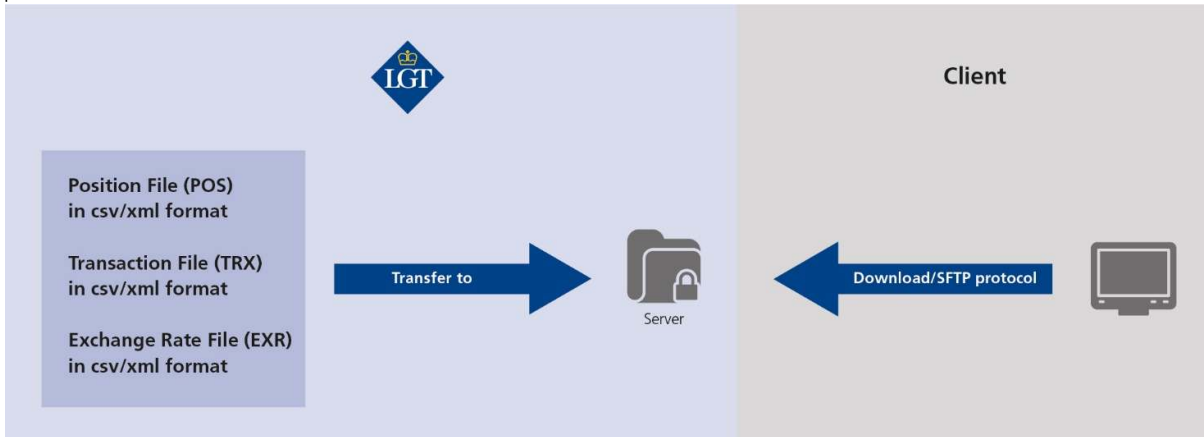 LGT
Client
Position File (POS)
in csv/xml format
Transaction File (TRX)
in csv/xml format
Exchange Rate File (EXR)
in csv/xml format
Transfer to
Server
Download/SFTP protocol